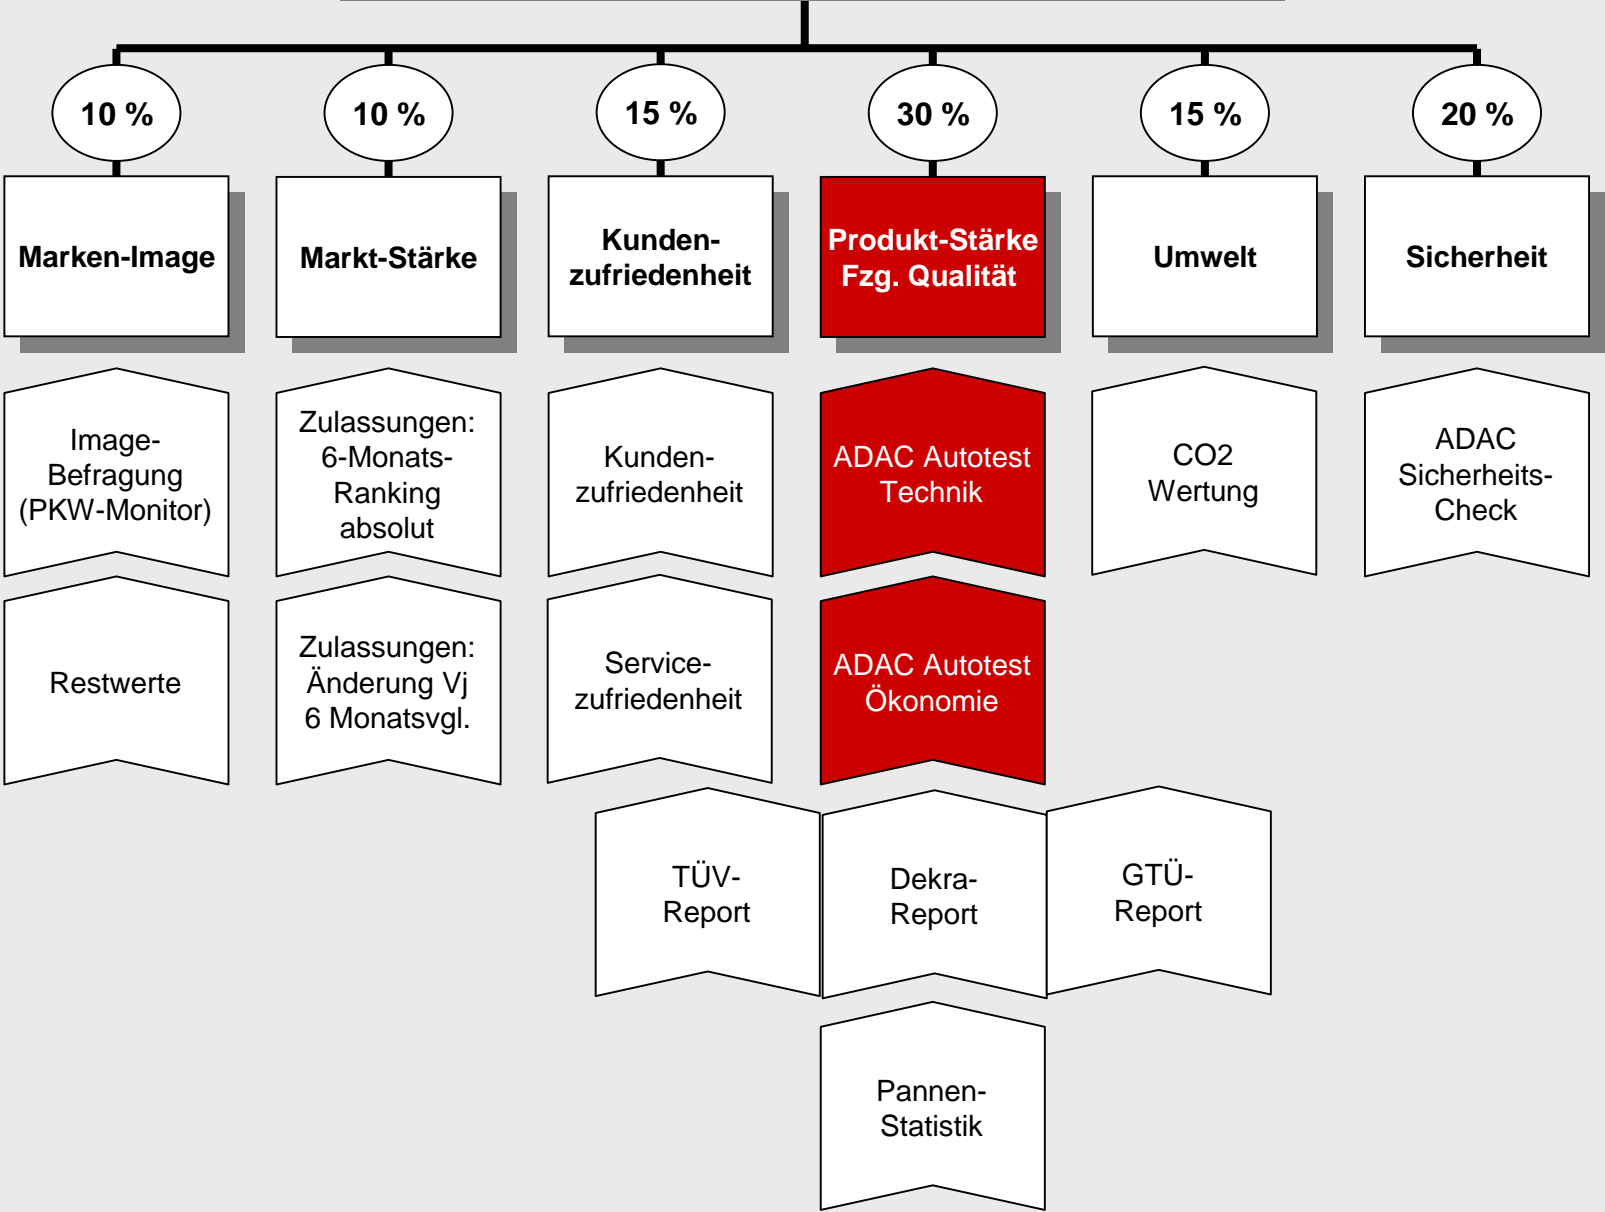 10 %
10 %
15 %
30 %
15 %
20 %
Marken-Image
Markt-Stärke
Kunden-
zufriedenheit
Produkt-Stärke
Fzg. Qualität
Umwelt
Sicherheit
Image-
Befragung
(PKW-Monitor)
Zulassungen:
6-Monats-
Ranking
absolut
Kunden-
zufriedenheit
ADAC Autotest
Technik
CO2
Wertung
ADAC
Sicherheits-
Check
Restwerte
Zulassungen:
Änderung Vj
6 Monatsvgl.
Service-
zufriedenheit
ADAC Autotest
Ökonomie
TÜV-
Report
Dekra-
Report
GTÜ-
Report
Pannen-
Statistik